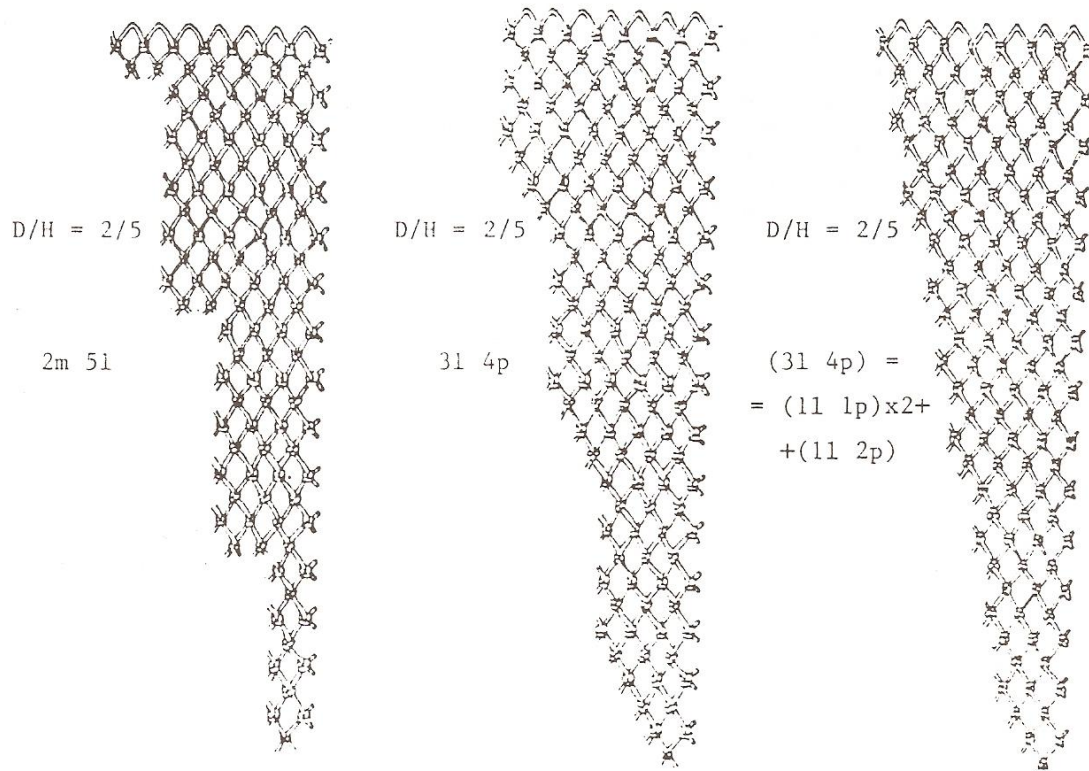 D/H = 2/5
2m 5l
D/H = 2/5
3l 4p
D/H = 2/5
(3l 4p) =
= (1l 1p)x2+
+(1l 2p)